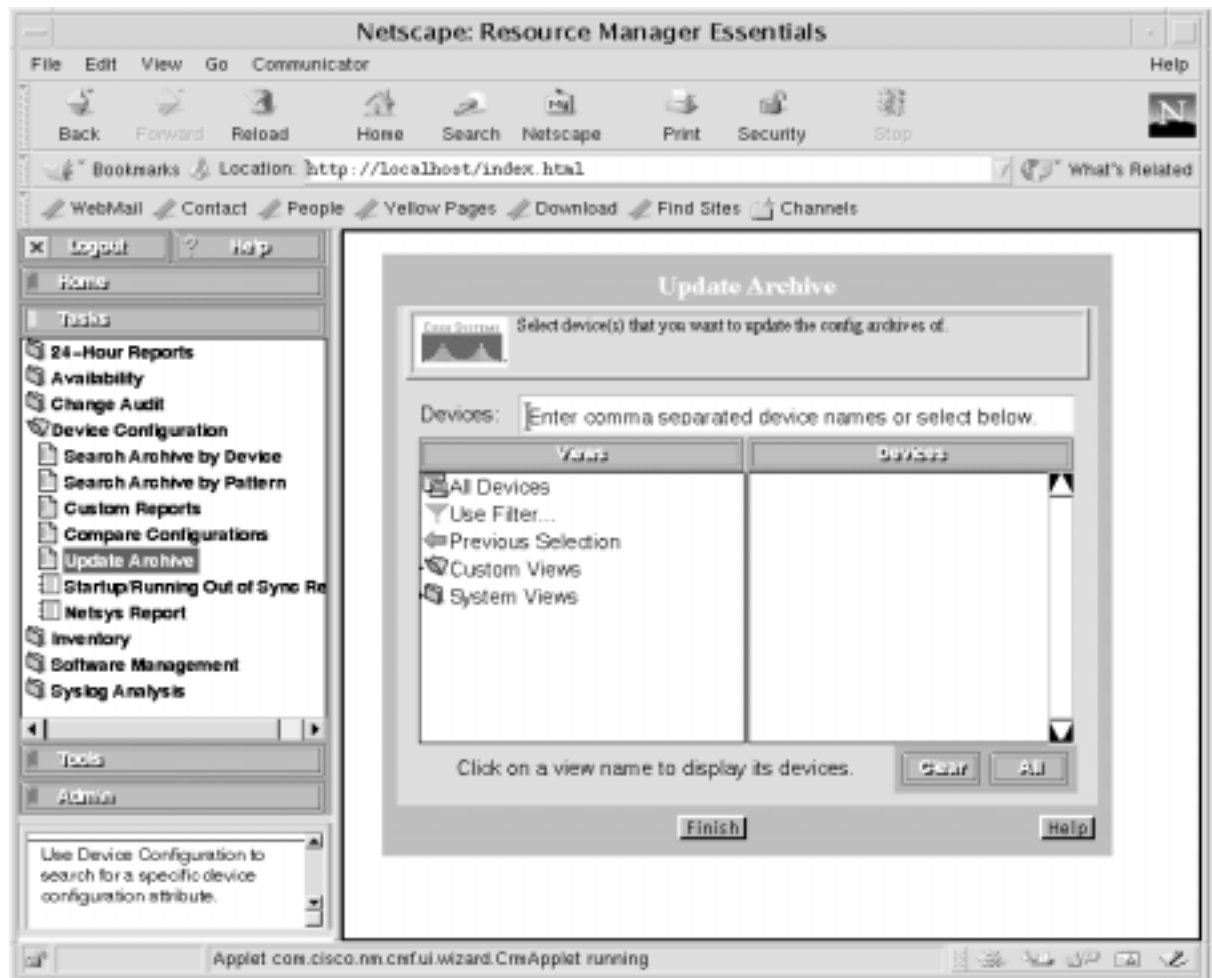 Netscape: Resource Manager Essentials
File Edit View Go Communicator Help
Back Forward Reload Home Search Netscape Print Security Stop
Bookmarks Location: http://localhost/index.html What's Related
WebMail Contact People Yellow Pages Download Find Sites Channels
Logout ? Help
Home
Tasks
24-Hour Reports
Availability
Change Audit
Device Configuration
Search Archive by Device
Search Archive by Pattern
Custom Reports
Compare Configurations
Update Archive
Startup/Running Out of Sync Re
Netsys Report
Inventory
Software Management
Syslog Analysis
Tools
Admin
Use Device Configuration to
search for a specific device
configuration attribute.
Update Archive
Cisco Systems
Select device(s) that you want to update the config archives of.
Devices: Enter comma separated device names or select below.
Views Devices
All Devices
Use Filter...
Previous Selection
Custom Views
System Views
Click on a view name to display its devices. Clear All
Finish Help
Applet com.cisco.nm.cmf.ui.wizard.CrmApplet running